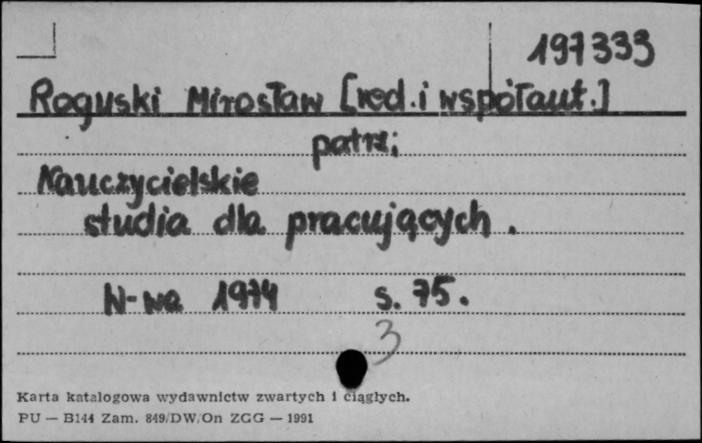 197333
Roguski Mirosław [red. i współaut.]
patrz:
Nauczycielskie
studia dla pracujących.
W-wa 1974 s. 75.
3
Karta katalogowa wydawnictw zwartych i ciągłych.
PU — B144 Zam. 849/DW/On ZGG — 1991